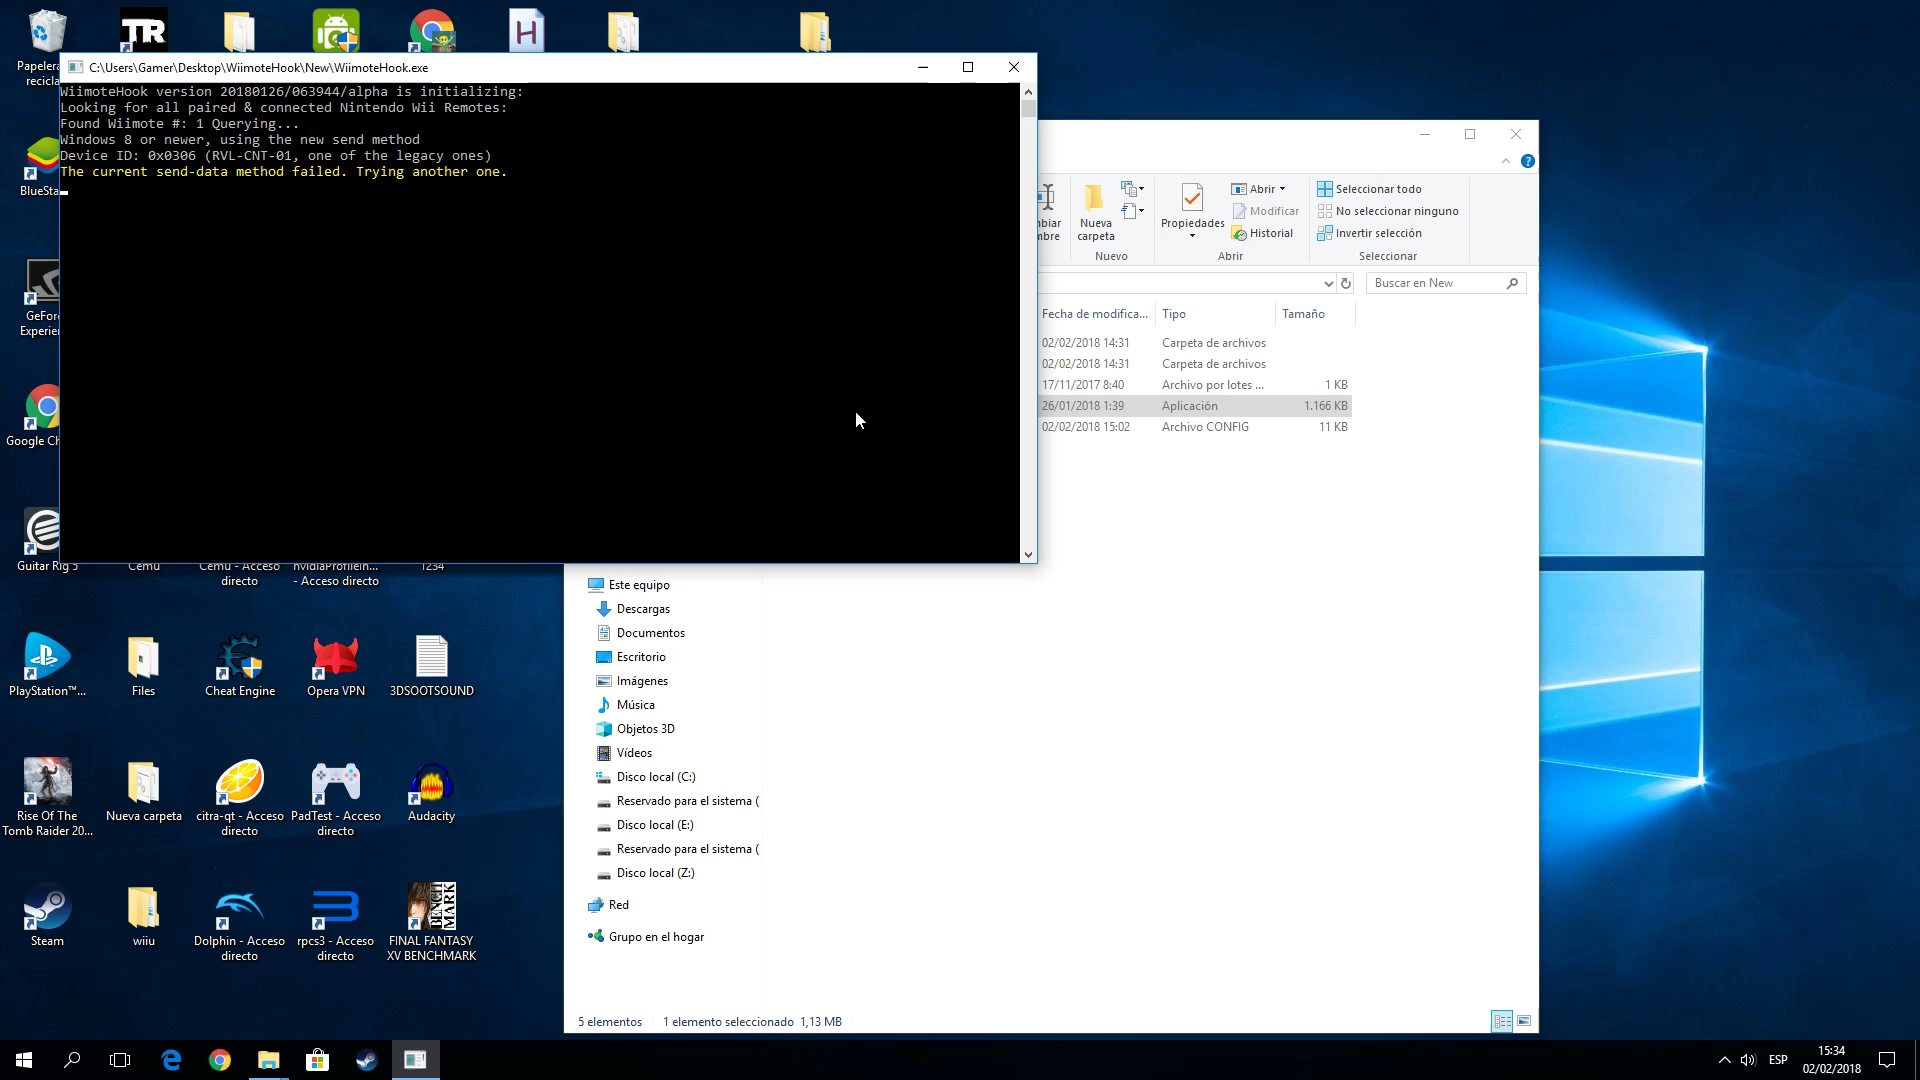 Papelera
recicla
C:\Users\Gamer\Desktop\WiimoteHook\New\WiimoteHook.exe
WiimoteHook version 20180126/063944/alpha is initializing:
Looking for all paired & connected Nintendo Wii Remotes:
Found Wiimote #: 1 Querying...
Windows 8 or newer, using the new send method
Device ID: 0x0306 (RVL-CNT-01, one of the legacy ones)
The current send-data method failed. Trying another one.
TR
H
BlueSta
GeFor
Experien
Google Ch
Guitar Rig 5
Cemu
Cemu - Acceso
directo
nvidiaProfileIn...
- Acceso directo
1234
PlayStation™...
Files
Cheat Engine
Opera VPN
3DSOOTSOUND
Rise Of The
Tomb Raider 20...
Nueva carpeta
citra-qt - Acceso
directo
PadTest - Acceso
directo
Audacity
Steam
wiiu
Dolphin - Acceso
directo
rpcs3 - Acceso
directo
BENCH
MARK
FINAL FANTASY
XV BENCHMARK
mbiar
mbre
Nueva
carpeta
Nuevo
Propiedades
Abrir
Modificar
Historial
Abrir
Seleccionar todo
No seleccionar ninguno
Invertir selección
Seleccionar
Buscar en New
Fecha de modifica... Tipo Tamaño
02/02/2018 14:31 Carpeta de archivos
02/02/2018 14:31 Carpeta de archivos
17/11/2017 8:40 Archivo por lotes ... 1 KB
26/01/2018 1:39 Aplicación 1.166 KB
02/02/2018 15:02 Archivo CONFIG 11 KB
Este equipo
Descargas
Documentos
Escritorio
Imágenes
Música
Objetos 3D
Vídeos
Disco local (C:)
Reservado para el sistema (
Disco local (E:)
Reservado para el sistema (
Disco local (Z:)
Red
Grupo en el hogar
5 elementos 1 elemento seleccionado 1,13 MB
ESP
15:34
02/02/2018